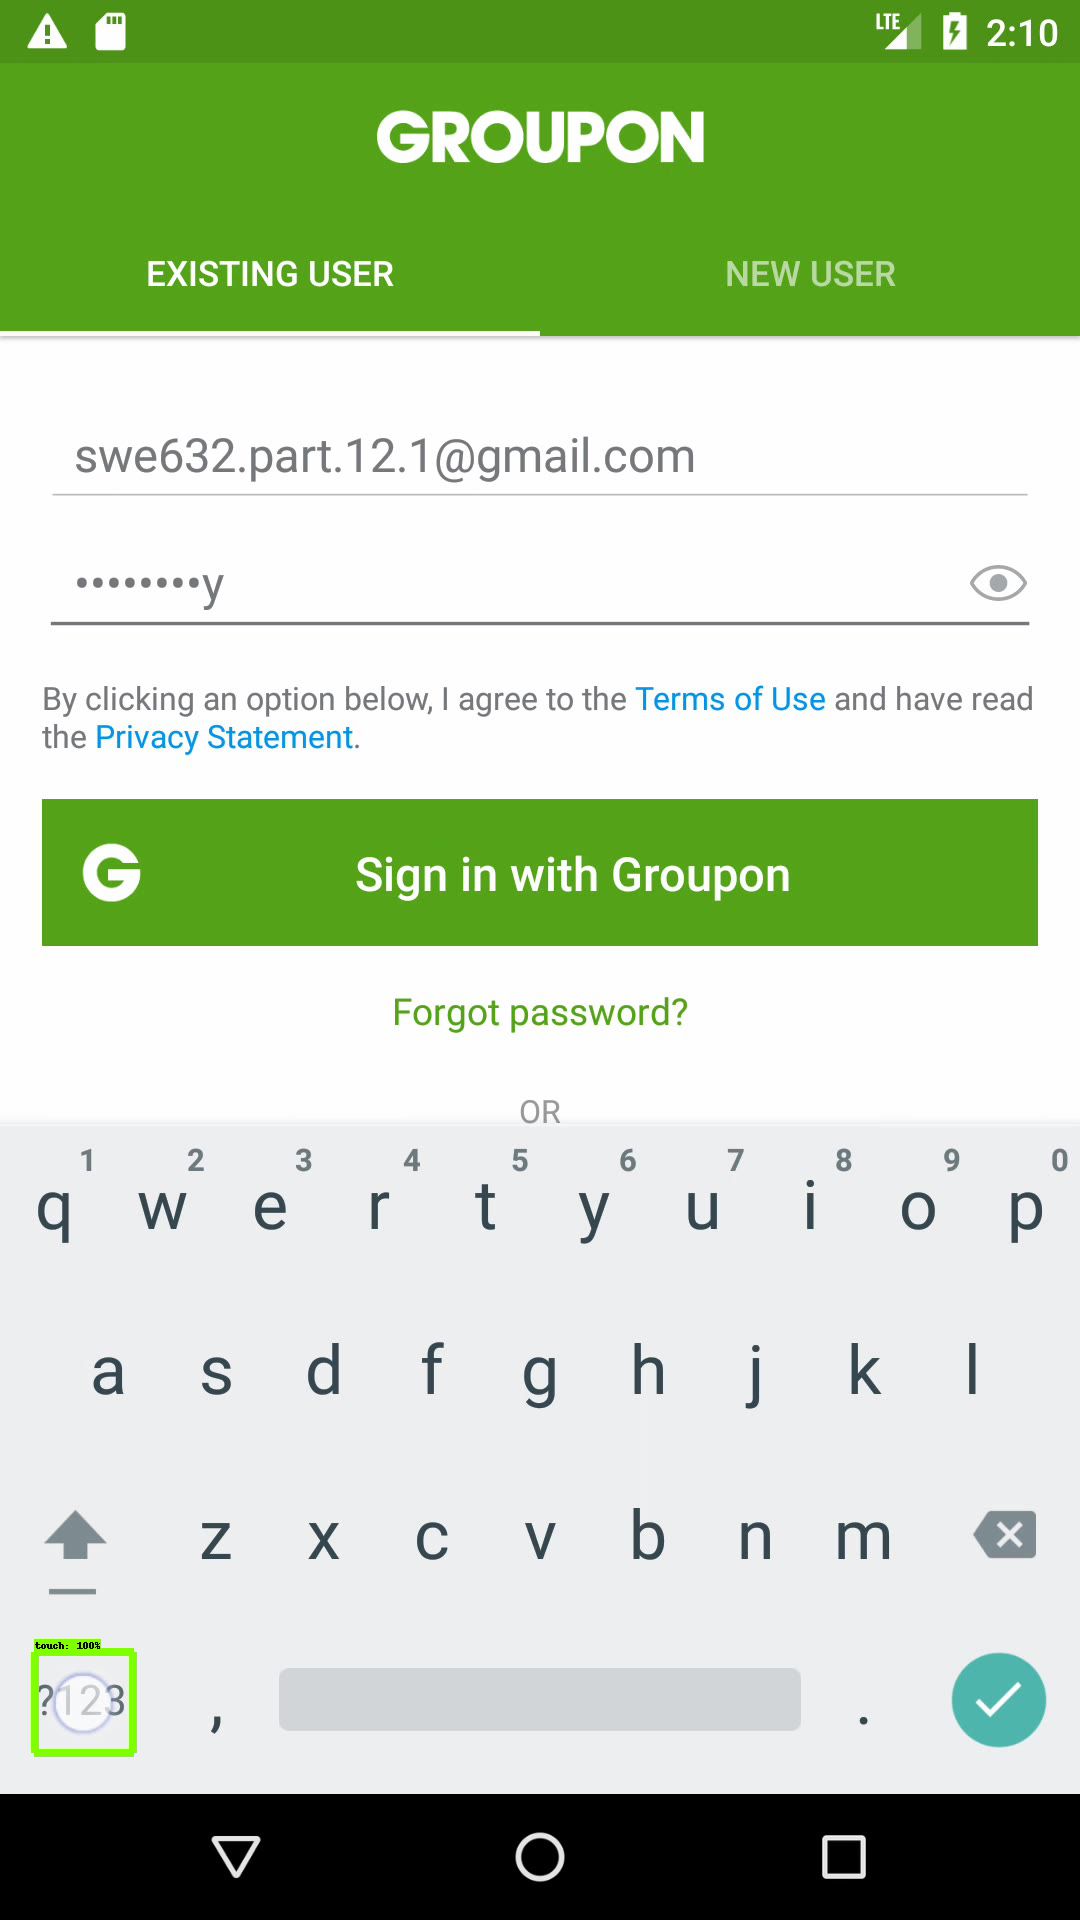 LTE 2:10
GROUPON
EXISTING USER NEW USER
swe632.part.12.1@gmail.com
••••••••y
By clicking an option below, I agree to the Terms of Use and have read
the Privacy Statement.
G Sign in with Groupon
Forgot password?
OR
1 2 3 4 5 6 7 8 9 0
q w e r t y u i o p
a s d f g h j k l
z x c v b n m
touch: 100%
?123 , .